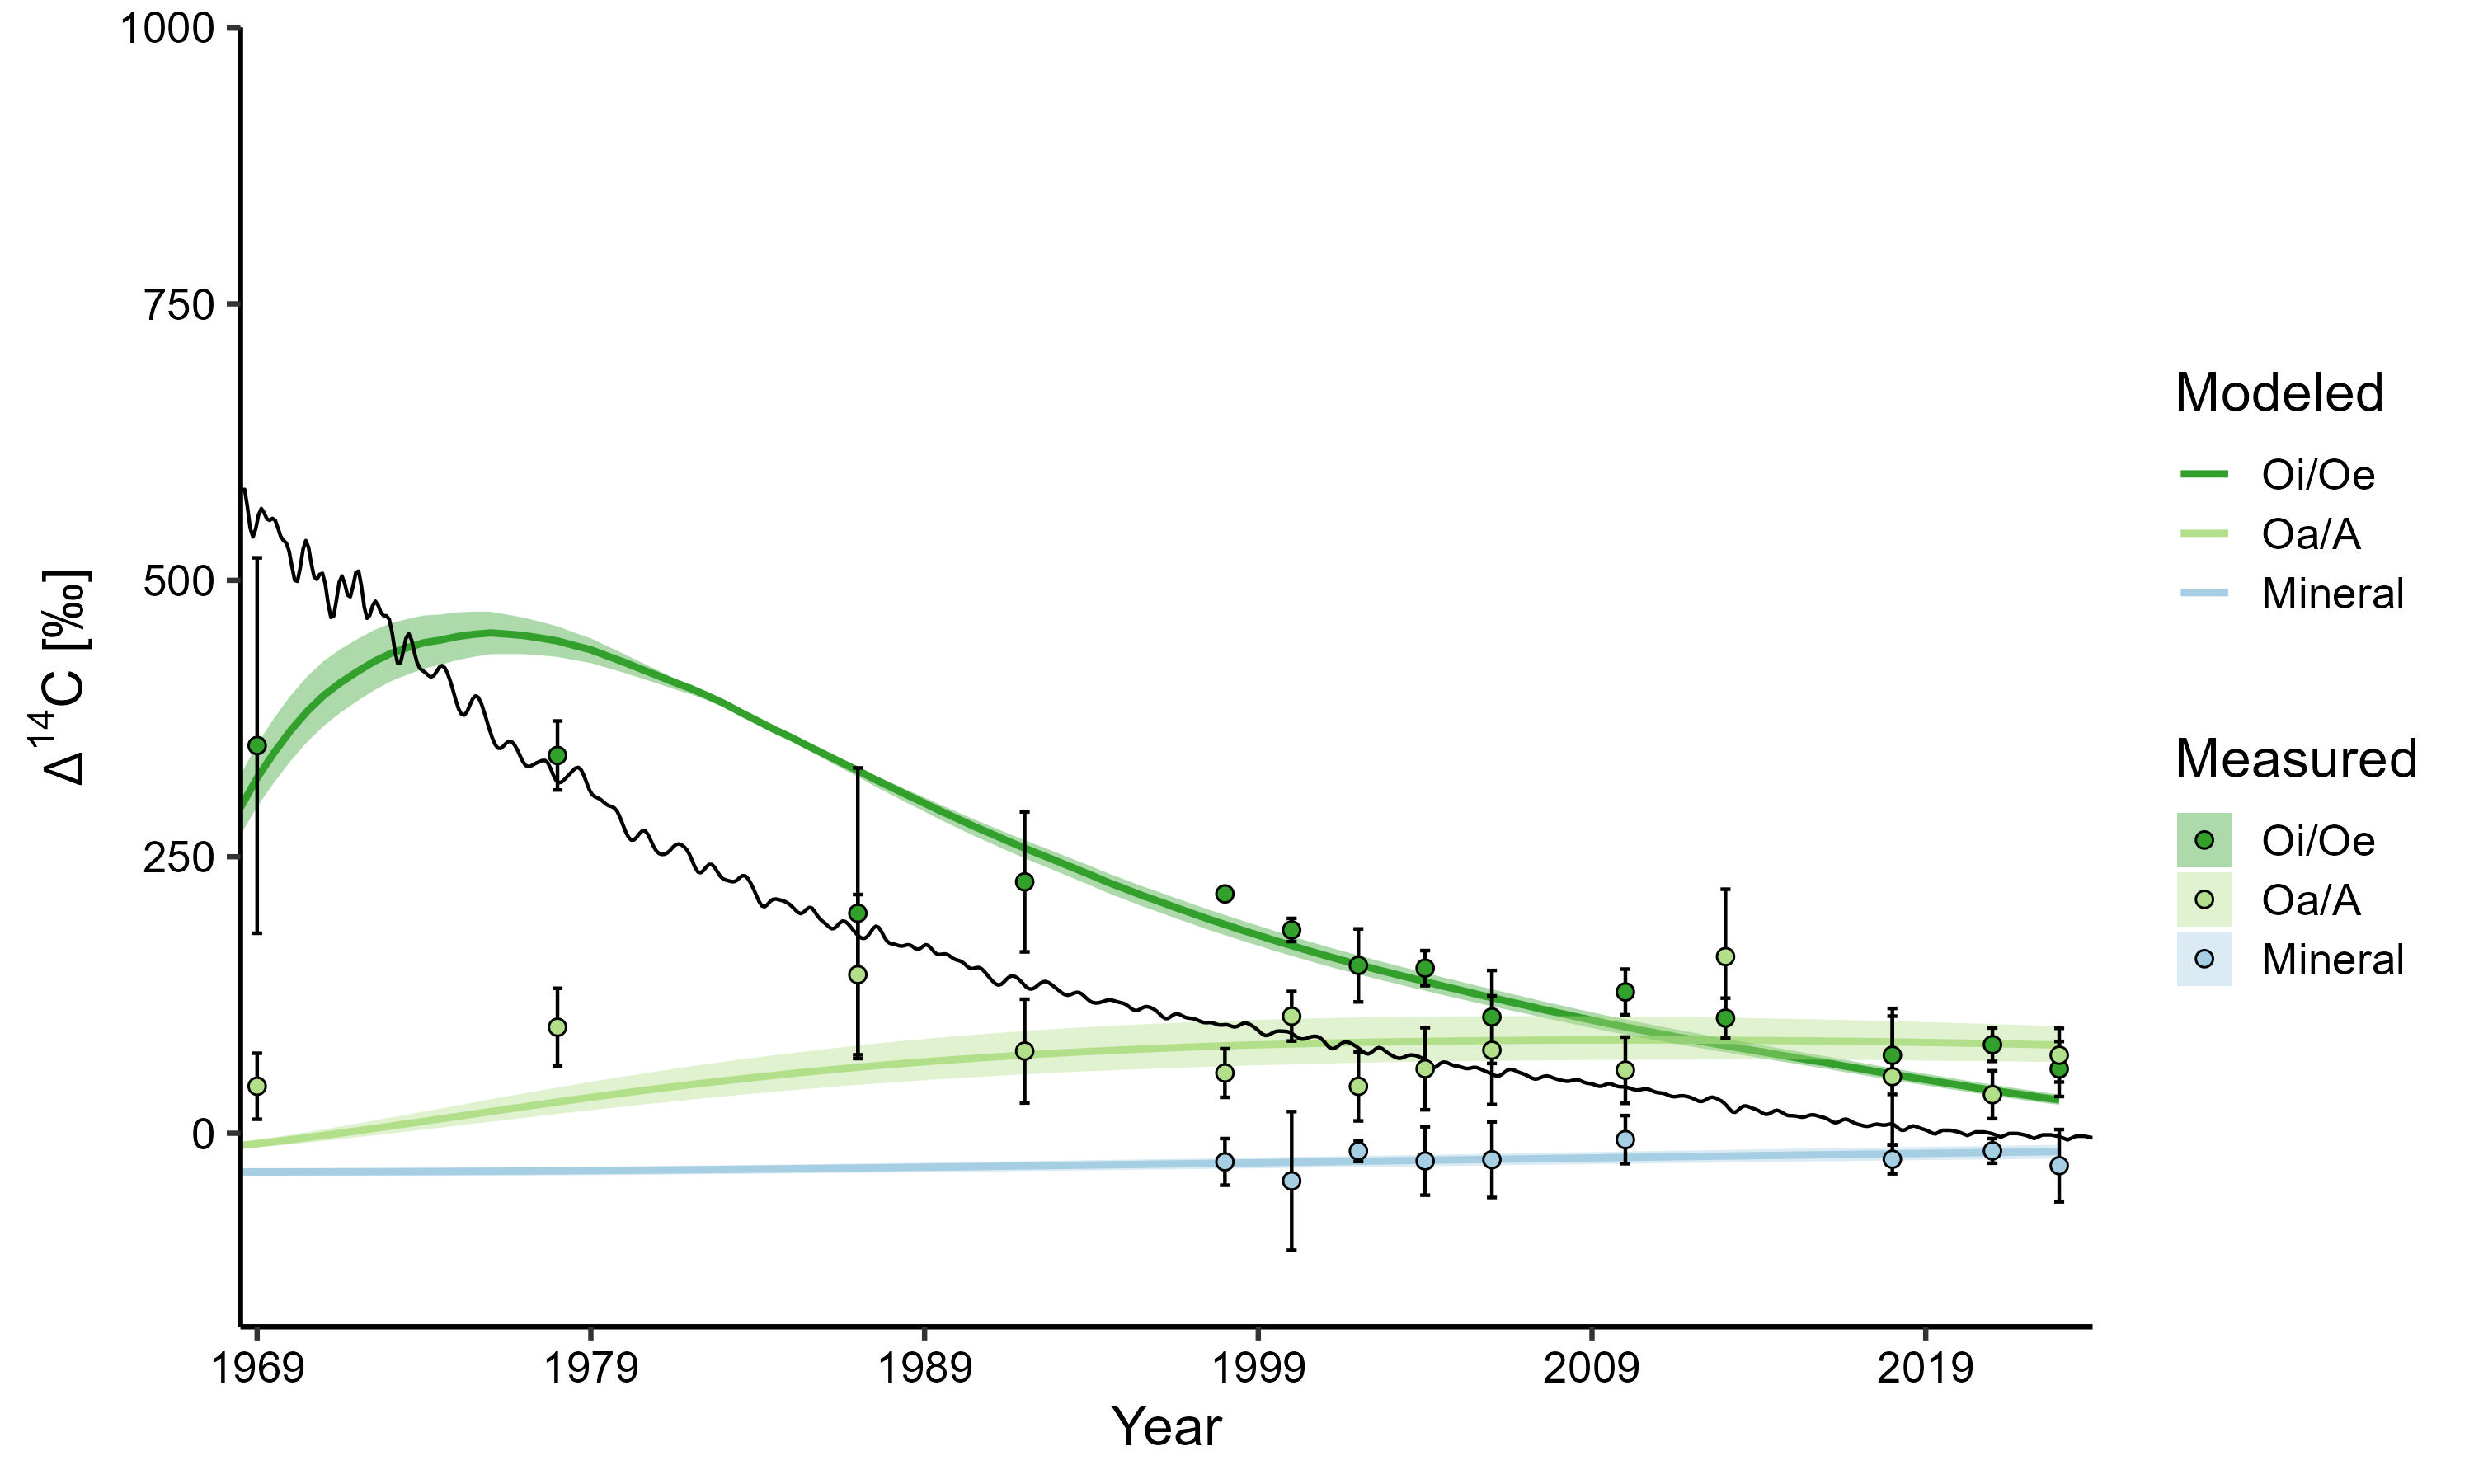 1000
750
500
250
0
Δ 14C [‰]
1969 1979 1989 1999 2009 2019
Year
Modeled
Oi/Oe
Oa/A
Mineral
Measured
Oi/Oe
Oa/A
Mineral